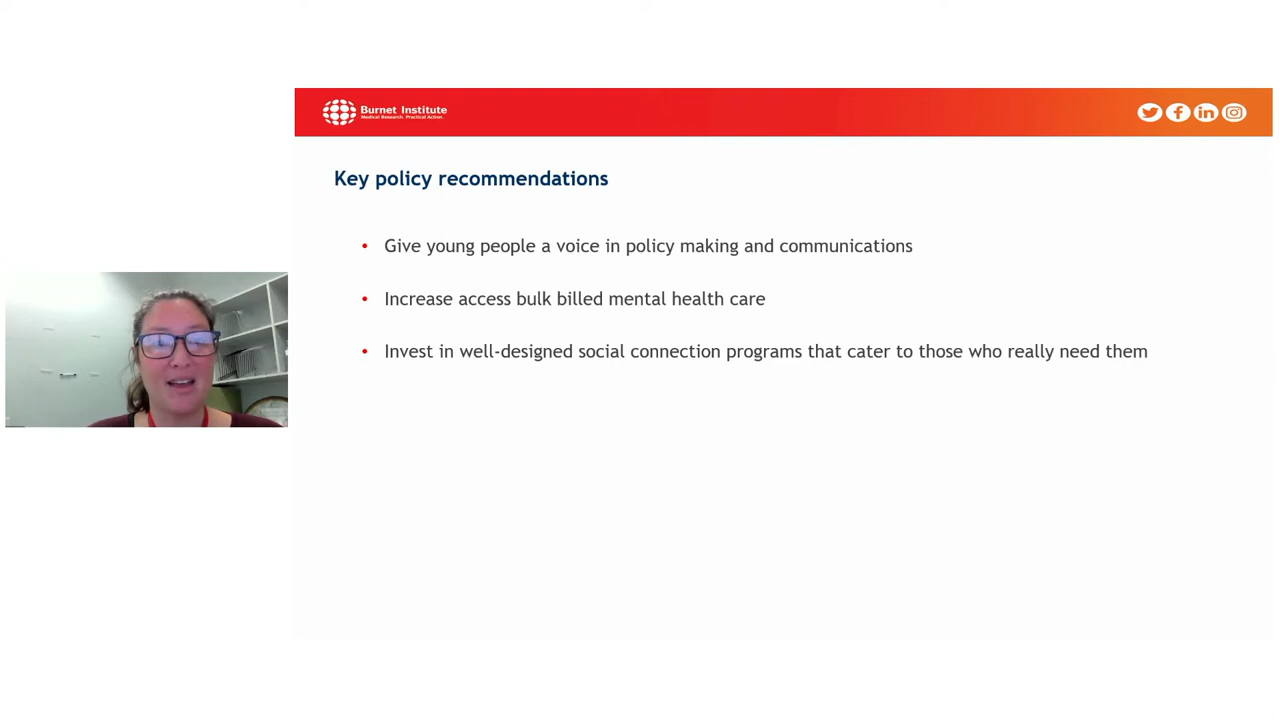 Burnet Institute
Medical Research. Practical Action.
Key policy recommendations
• Give young people a voice in policy making and communications
• Increase access bulk billed mental health care
• Invest in well-designed social connection programs that cater to those who really need them